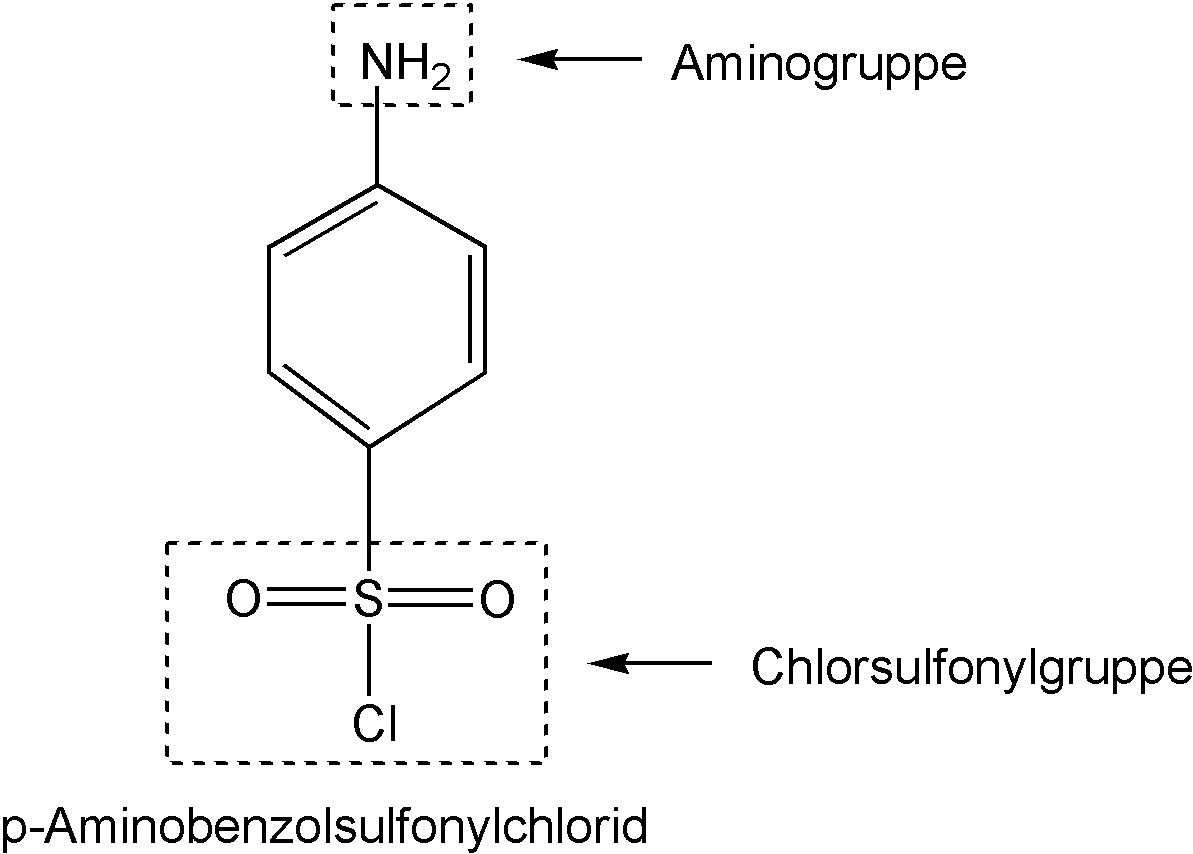 NH2
Aminogruppe
O S O
Chlorsulfonylgruppe
Cl
p-Aminobenzolsulfonylchlorid